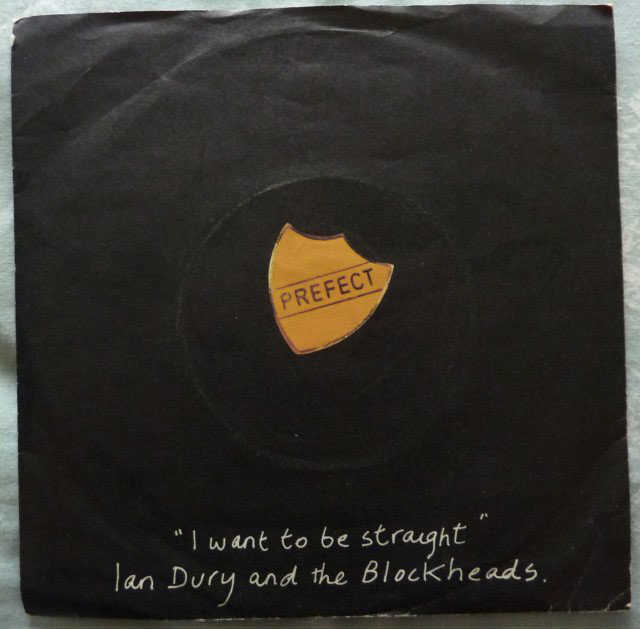 PREFECT
"I want to be straight"
Ian Dury and the Blockheads.